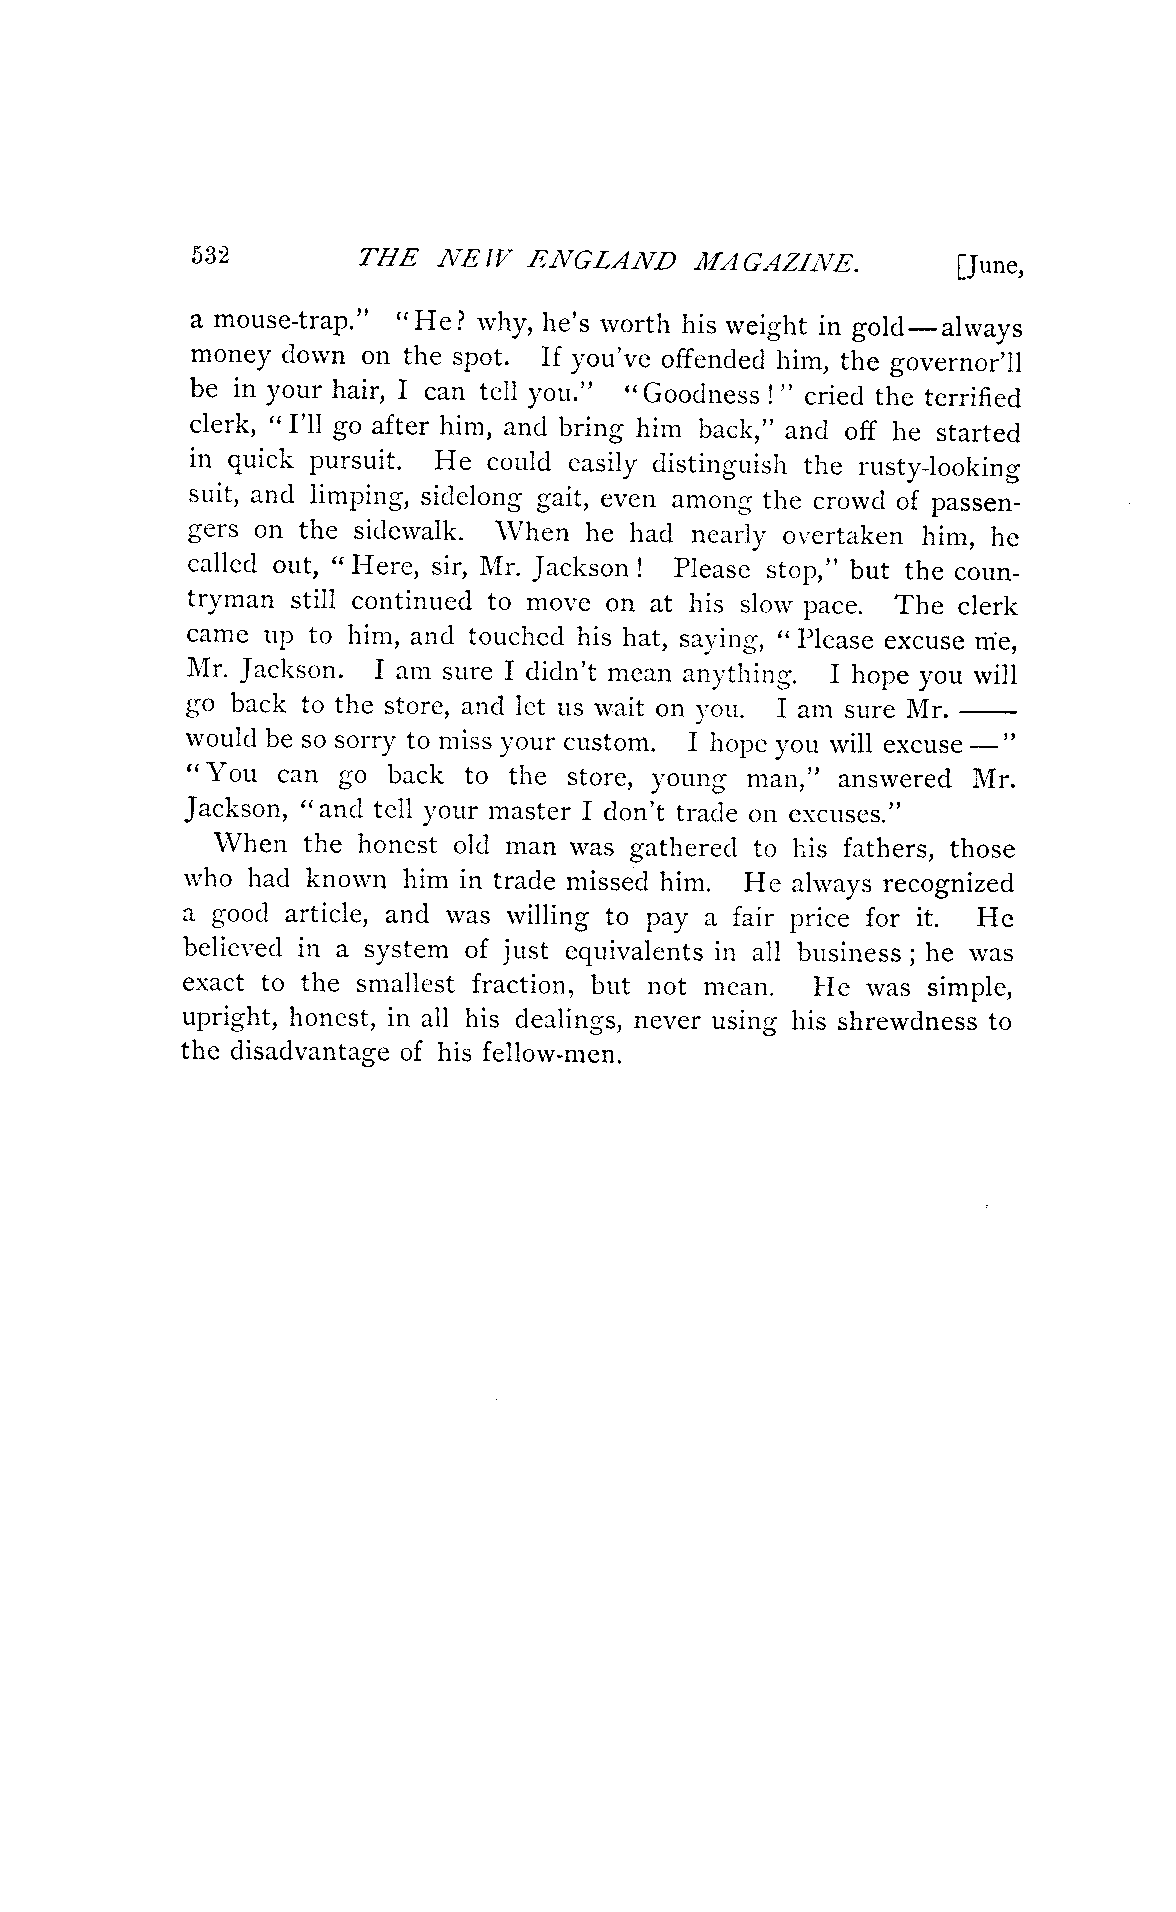 532 THE NEW ENGLAND MAGAZINE. [June,
a mouse-trap." "He? why, he's worth his weight in gold—always
money down on the spot. If you've offended him, the governor'll
be in your hair, I can tell you." "Goodness!" cried the terrified
clerk, "I'll go after him, and bring him back," and off he started
in quick pursuit. He could easily distinguish the rusty-looking
suit, and limping, sidelong gait, even among the crowd of passen-
gers on the sidewalk. When he had nearly overtaken him, he
called out, "Here, sir, Mr. Jackson! Please stop," but the coun-
tryman still continued to move on at his slow pace. The clerk
came up to him, and touched his hat, saying, "Please excuse me,
Mr. Jackson. I am sure I didn't mean anything. I hope you will
go back to the store, and let us wait on you. I am sure Mr. ——
would be so sorry to miss your custom. I hope you will excuse —"
"You can go back to the store, young man," answered Mr.
Jackson, "and tell your master I don't trade on excuses."
When the honest old man was gathered to his fathers, those
who had known him in trade missed him. He always recognized
a good article, and was willing to pay a fair price for it. He
believed in a system of just equivalents in all business; he was
exact to the smallest fraction, but not mean. He was simple,
upright, honest, in all his dealings, never using his shrewdness to
the disadvantage of his fellow-men.